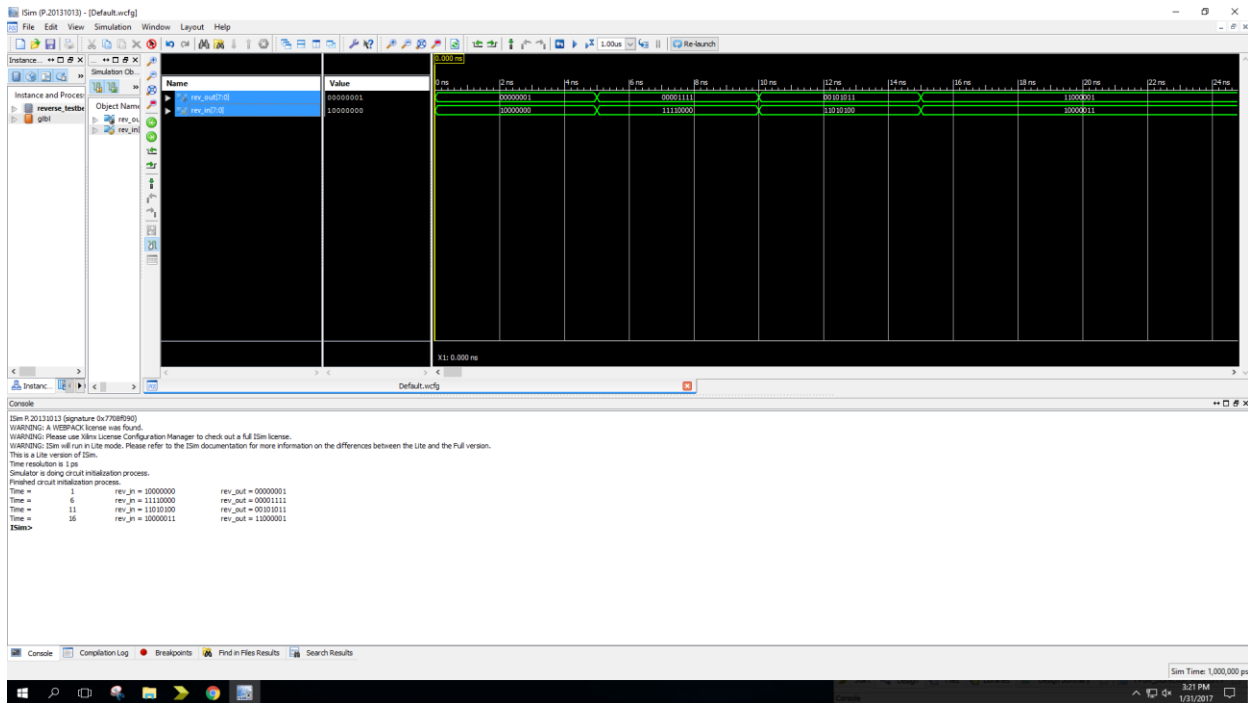 ISim (P.20131013) - [Default.wcfg]
File Edit View Simulation Window Layout Help
1.00us Re-launch
Instance...
Simulation Ob...
Instance and Process
reverse_testbe
glbl
Object Name
rev_ou
rev_in[
Name Value
rev_out[7:0] 00000001
rev_in[7:0] 10000000
0.000 ns
0 ns 2 ns 4 ns 6 ns 8 ns 10 ns 12 ns 14 ns 16 ns 18 ns 20 ns 22 ns 24 ns
00000001 00001111 00101011 11000001
10000000 11110000 11010100 10000011
X1: 0.000 ns
Instanc...
Default.wcfg
Console
ISim P.20131013 (signature 0x7708f090)
WARNING: A WEBPACK license was found.
WARNING: Please use Xilinx License Configuration Manager to check out a full ISim license.
WARNING: ISim will run in Lite mode. Please refer to the ISim documentation for more information on the differences between the Lite and the Full version.
This is a Lite version of ISim.
Time resolution is 1 ps
Simulator is doing circuit initialization process.
Finished circuit initialization process.
Time = 1 rev_in = 10000000 rev_out = 00000001
Time = 6 rev_in = 11110000 rev_out = 00001111
Time = 11 rev_in = 11010100 rev_out = 00101011
Time = 16 rev_in = 10000011 rev_out = 11000001
ISim>
Console Compilation Log Breakpoints Find in Files Results Search Results
Sim Time: 1,000,000 ps
3:21 PM
1/31/2017